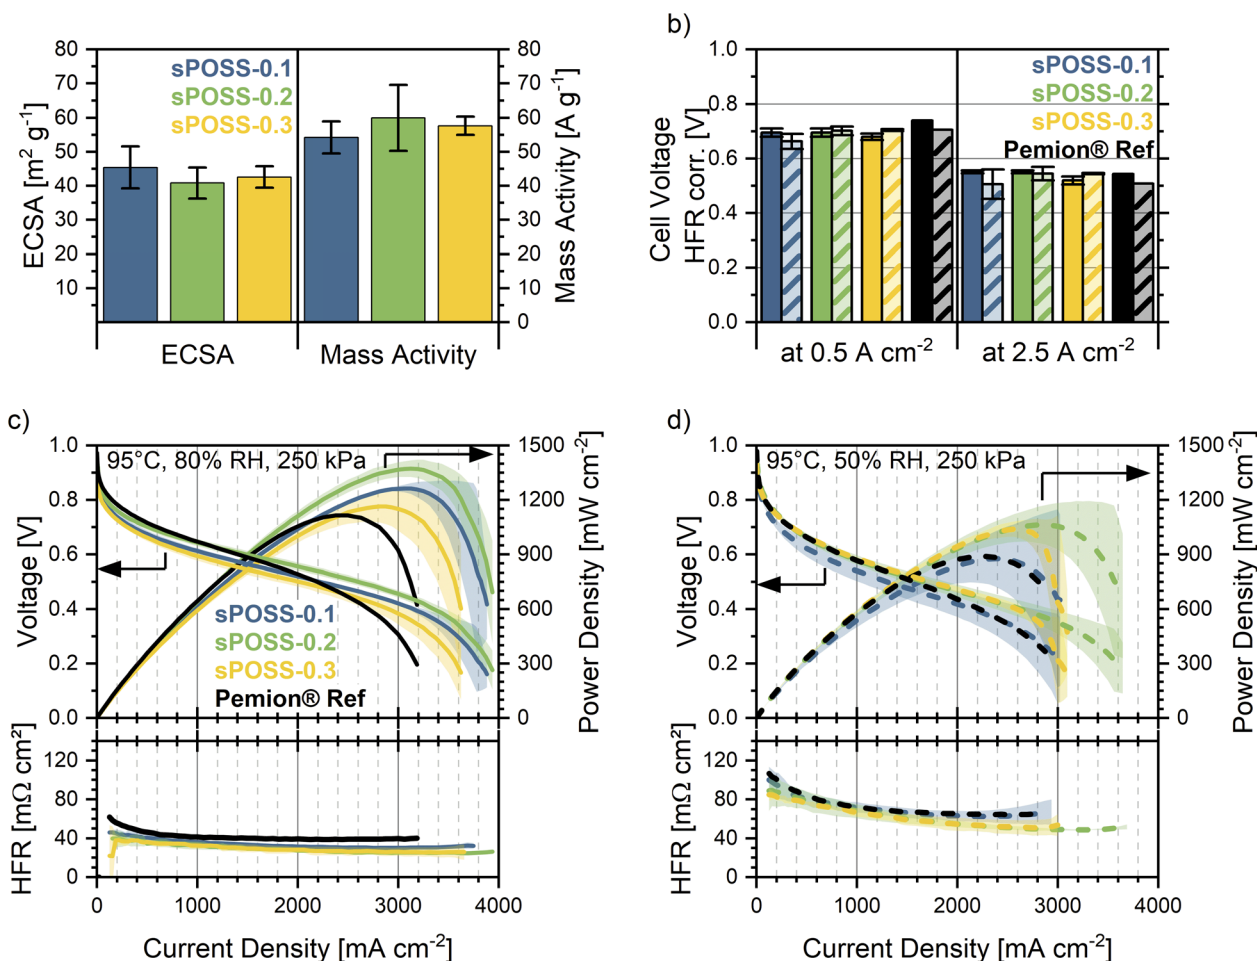 b)
80
70
60
50
40
30
20
10
ECSA [m² g⁻¹]
sPOSS-0.1
sPOSS-0.2
sPOSS-0.3
80
70
60
50
40
30
20
10
0
Mass Activity [A g⁻¹]
ECSA
Mass Activity
1.0
0.8
0.6
0.4
0.2
0.0
Cell Voltage
HFR corr. [V]
sPOSS-0.1
sPOSS-0.2
sPOSS-0.3
Pemion® Ref
at 0.5 A cm⁻²
at 2.5 A cm⁻²
c)
1.0
0.8
0.6
0.4
0.2
0.0
Voltage [V]
95°C, 80% RH, 250 kPa
sPOSS-0.1
sPOSS-0.2
sPOSS-0.3
Pemion® Ref
1500
1200
900
600
300
0
Power Density [mW cm⁻²]
120
80
40
0
HFR [mΩ cm²]
0
1000
2000
3000
4000
Current Density [mA cm⁻²]
d)
1.0
0.8
0.6
0.4
0.2
0.0
Voltage [V]
95°C, 50% RH, 250 kPa
1500
1200
900
600
300
0
Power Density [mW cm⁻²]
120
80
40
0
HFR [mΩ cm²]
0
1000
2000
3000
4000
Current Density [mA cm⁻²]